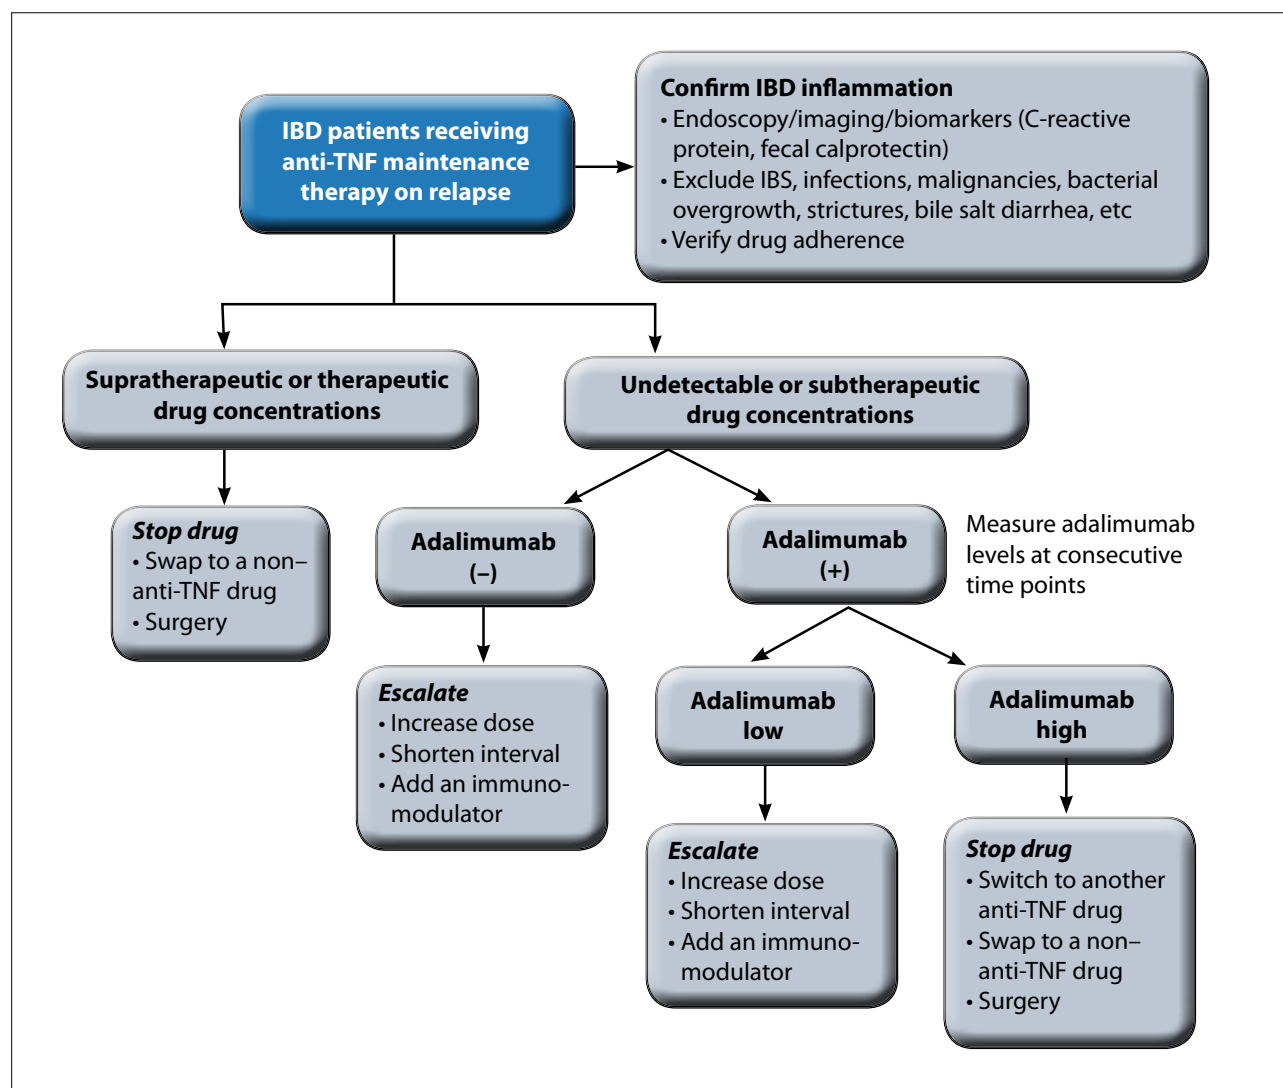 IBD patients receiving
anti-TNF maintenance
therapy on relapse
Confirm IBD inflammation
• Endoscopy/imaging/biomarkers (C-reactive
protein, fecal calprotectin)
• Exclude IBS, infections, malignancies, bacterial
overgrowth, strictures, bile salt diarrhea, etc
• Verify drug adherence
Supratherapeutic or therapeutic
drug concentrations
Undetectable or subtherapeutic
drug concentrations
Stop drug
• Swap to a non–
anti-TNF drug
• Surgery
Adalimumab
(–)
Adalimumab
(+)
Measure adalimumab
levels at consecutive
time points
Escalate
• Increase dose
• Shorten interval
• Add an immuno-
modulator
Adalimumab
low
Adalimumab
high
Escalate
• Increase dose
• Shorten interval
• Add an immuno-
modulator
Stop drug
• Switch to another
anti-TNF drug
• Swap to a non–
anti-TNF drug
• Surgery